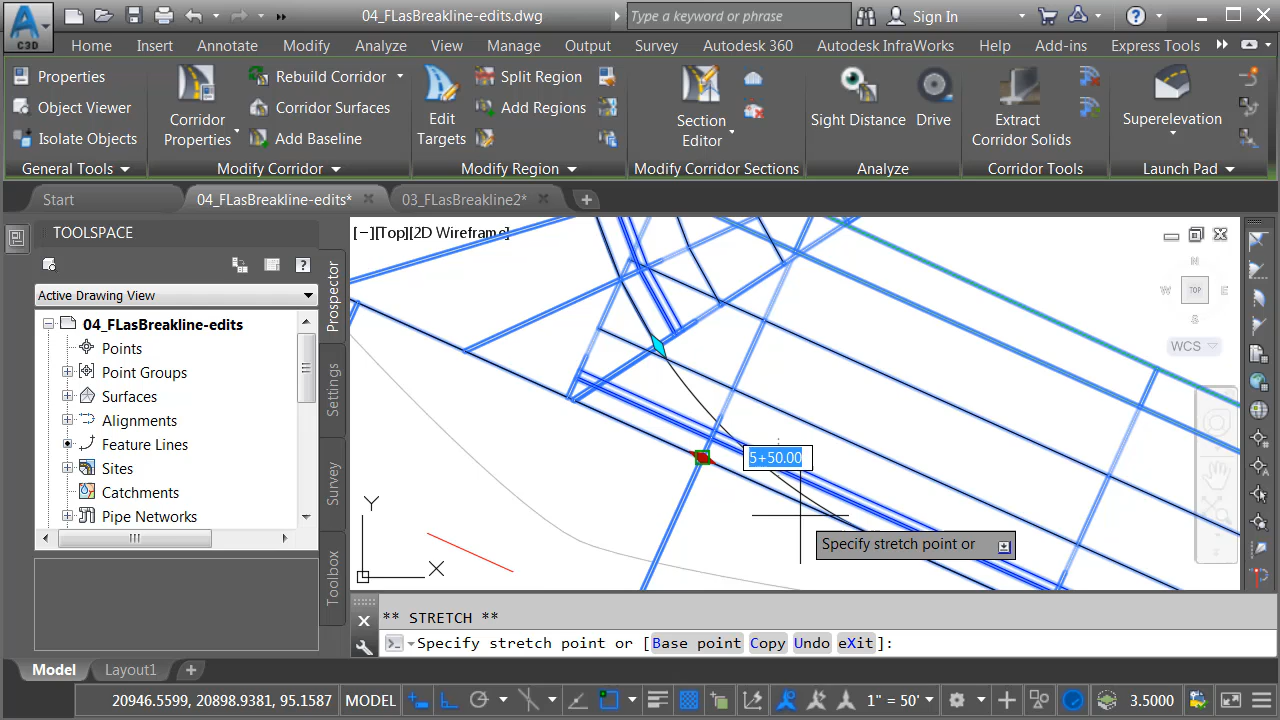 04_FLasBreakline-edits.dwg
Type a keyword or phrase
Sign In
C3D
Home Insert Annotate Modify Analyze View Manage Output Survey Autodesk 360 Autodesk InfraWorks Help Add-ins Express Tools
Properties
Object Viewer
Isolate Objects
General Tools
Corridor
Properties
Rebuild Corridor
Corridor Surfaces
Add Baseline
Modify Corridor
Edit
Targets
Split Region
Add Regions
Modify Region
Section
Editor
Modify Corridor Sections
Sight Distance
Drive
Analyze
Extract
Corridor Solids
Corridor Tools
Superelevation
Launch Pad
Start
04_FLasBreakline-edits*
03_FLasBreakline2*
TOOLSPACE
Active Drawing View
04_FLasBreakline-edits
Points
Point Groups
Surfaces
Alignments
Feature Lines
Sites
Catchments
Pipe Networks
Prospector
Settings
Survey
Toolbox
[−][Top][2D Wireframe]
N
W TOP E
S
WCS
5+50.00
Specify stretch point or
Y
X
** STRETCH **
Specify stretch point or [Base point Copy Undo eXit]:
Model
Layout1
20946.5599, 20898.9381, 95.1587
MODEL
1" = 50'
3.5000